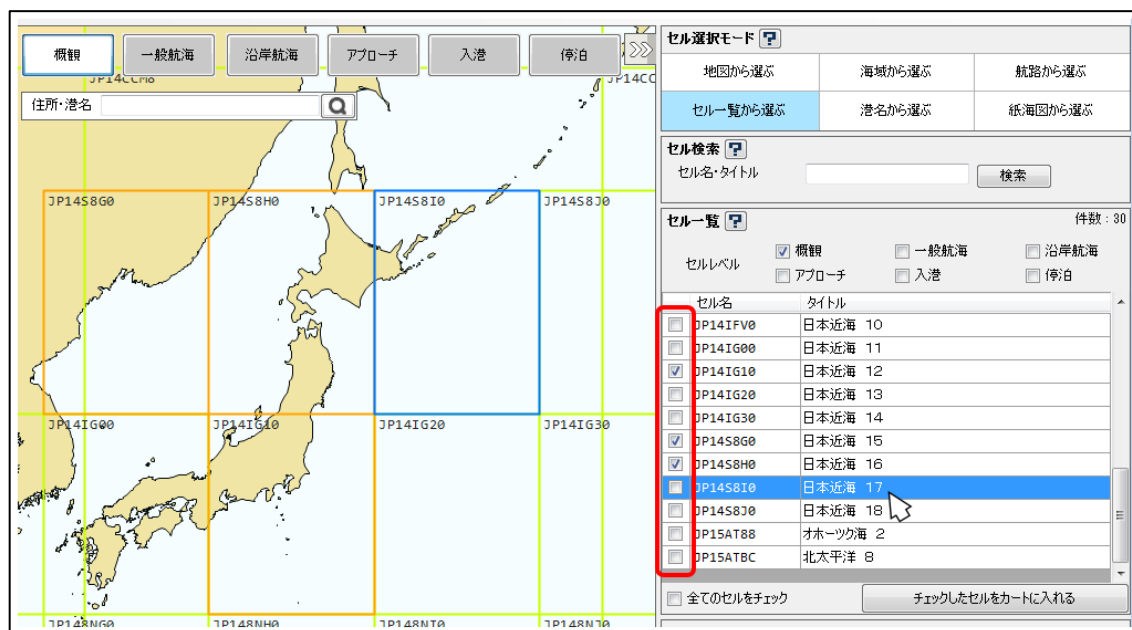 概観 一般航海 沿岸航海 アプローチ 入港 停泊 >>
JP14CCM8
住所・港名
JP14S8G0 JP14S8H0 JP14S8I0 JP14S8J0
JP14IG00 JP14IG10 JP14IG20 JP14IG30
JP148NG0 JP148NH0 JP148NI0 JP148NJ0
セル選択モード ?
地図から選ぶ 海域から選ぶ 航路から選ぶ
セル一覧から選ぶ 港名から選ぶ 紙海図から選ぶ
セル検索 ?
セル名・タイトル 検索
セル一覧 ? 件数：30
セルレベル 概観 一般航海 沿岸航海
アプローチ 入港 停泊
セル名 タイトル
JP14IFV0 日本近海 10
JP14IG00 日本近海 11
JP14IG10 日本近海 12
JP14IG20 日本近海 13
JP14IG30 日本近海 14
JP14S8G0 日本近海 15
JP14S8H0 日本近海 16
JP14S8I0 日本近海 17
JP14S8J0 日本近海 18
JP15AT88 オホーツク海 2
JP15ATBC 北太平洋 8
全てのセルをチェック チェックしたセルをカートに入れる